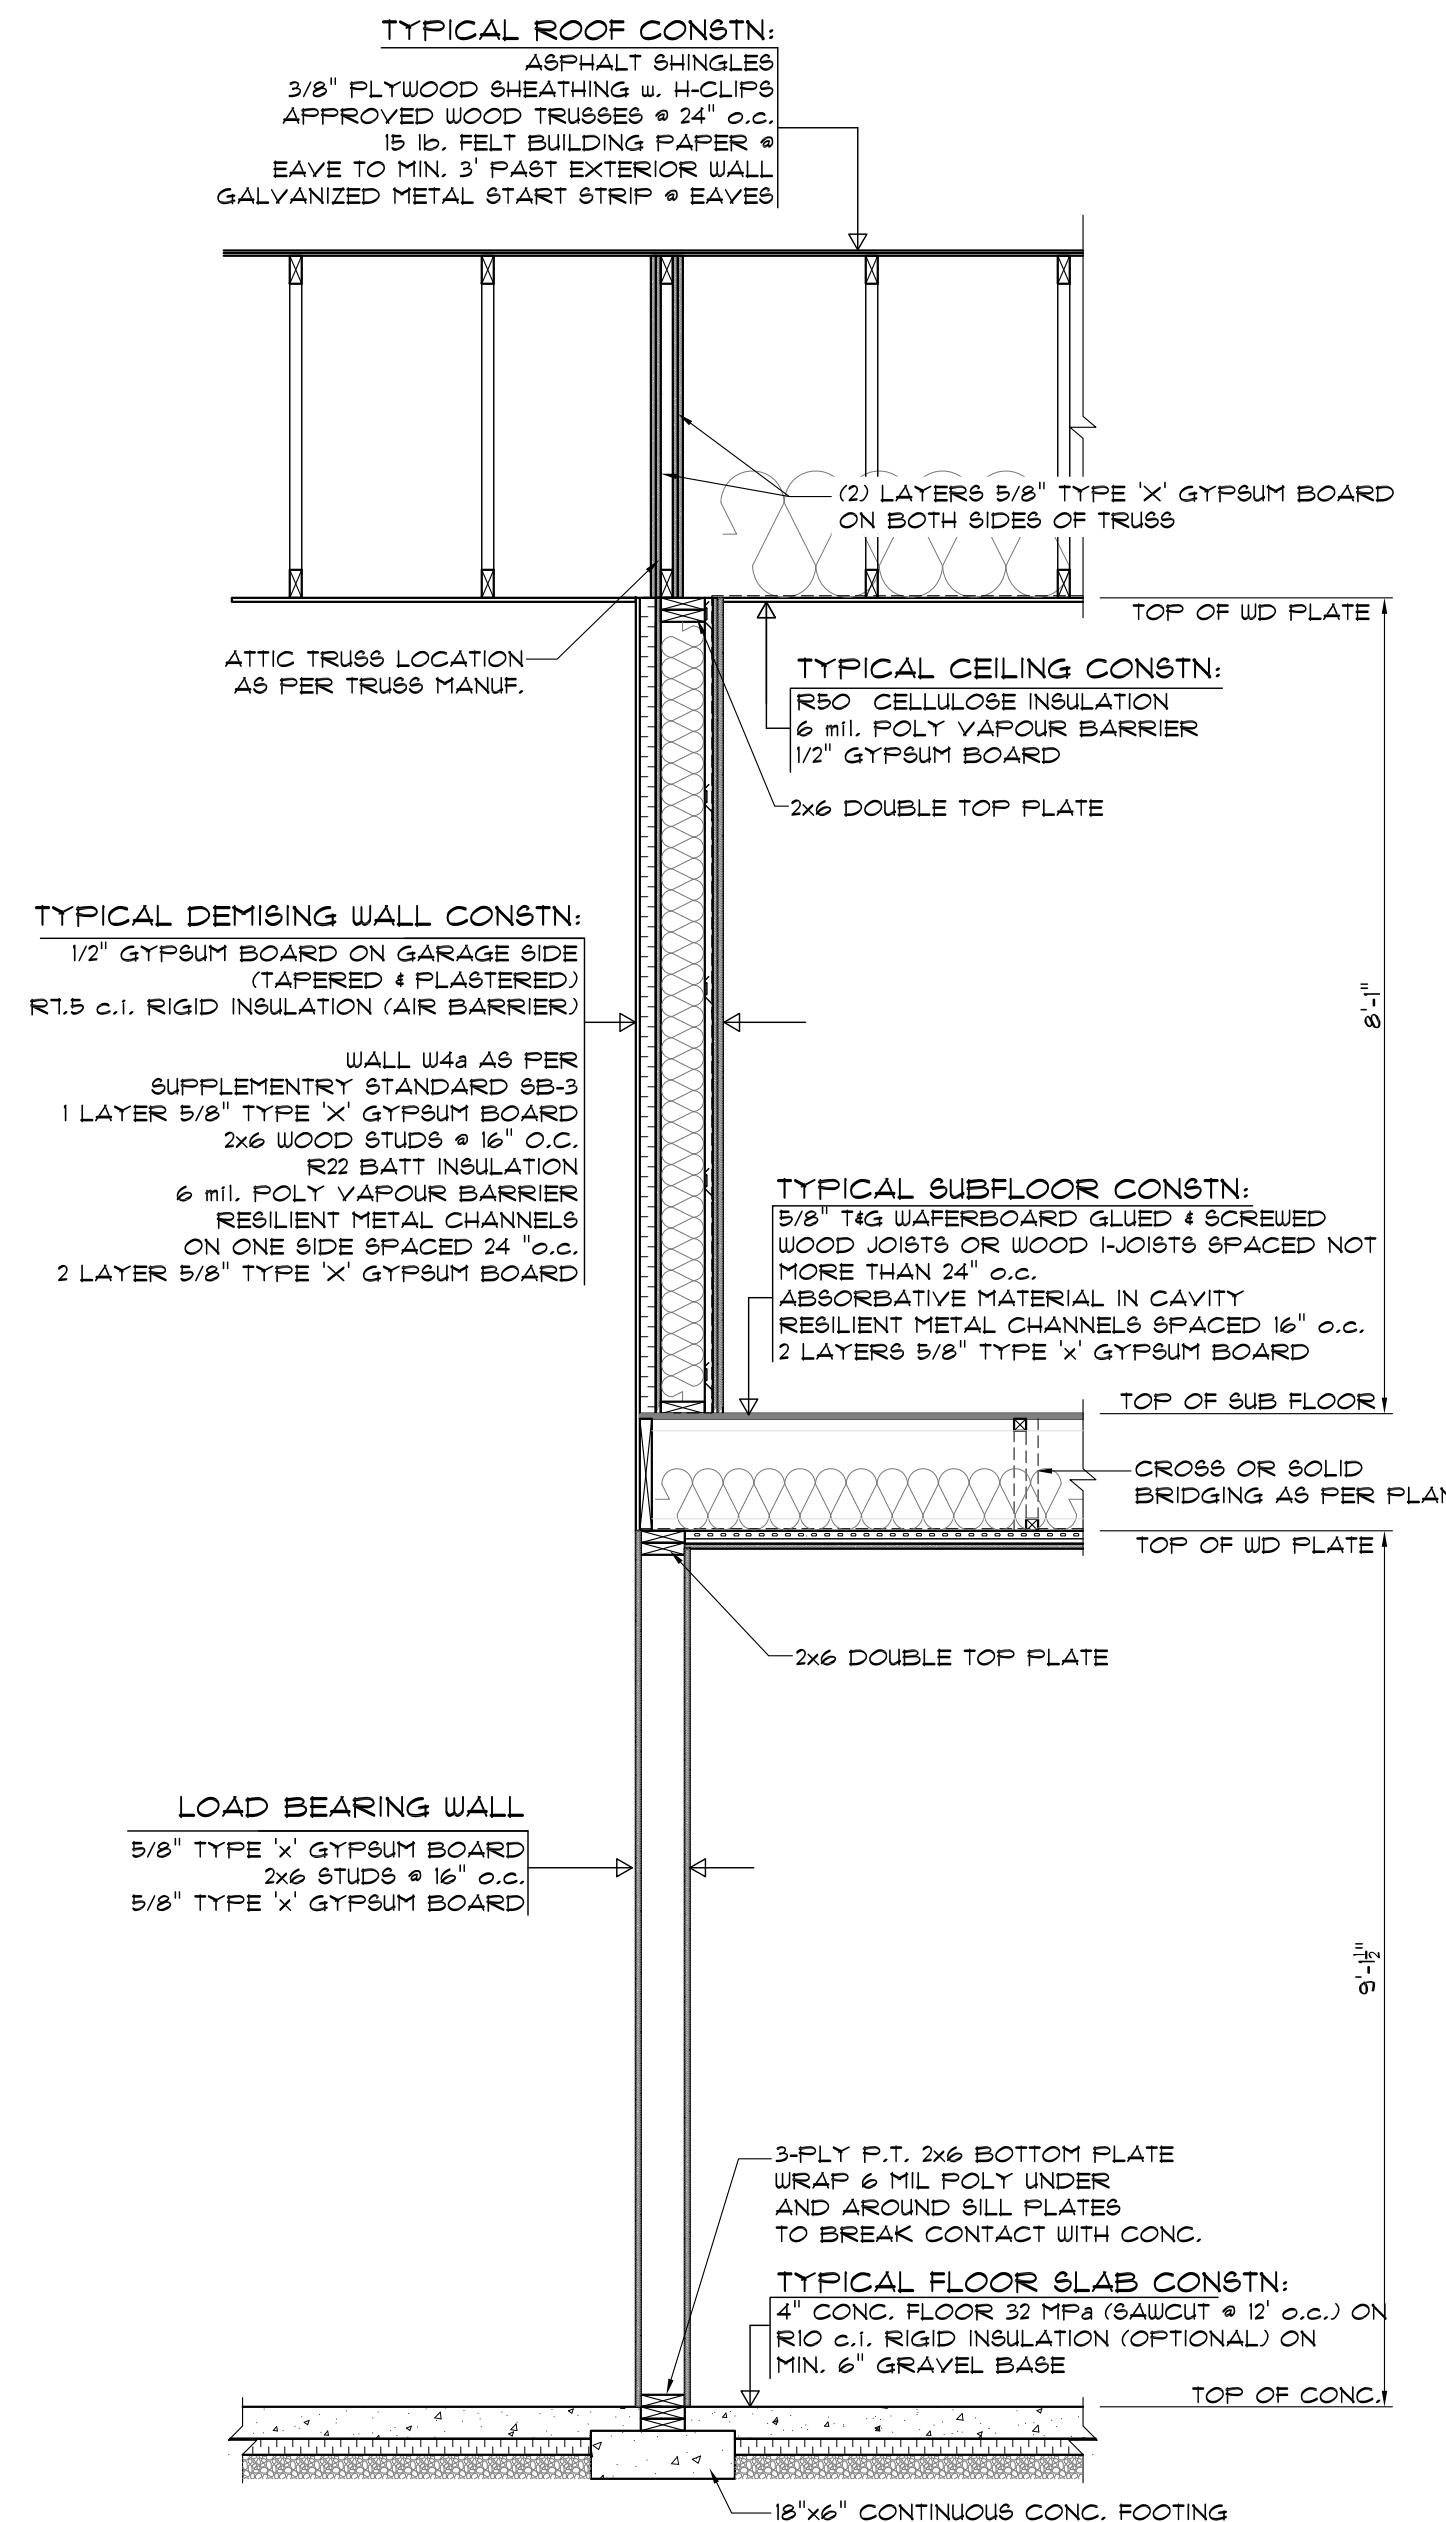 TYPICAL ROOF CONSTN:
ASPHALT SHINGLES
3/8" PLYWOOD SHEATHING w. H-CLIPS
APPROVED WOOD TRUSSES @ 24" o.c.
15 lb. FELT BUILDING PAPER @
EAVE TO MIN. 3' PAST EXTERIOR WALL
GALVANIZED METAL START STRIP @ EAVES
(2) LAYERS 5/8" TYPE 'X' GYPSUM BOARD
ON BOTH SIDES OF TRUSS
TOP OF WD PLATE
ATTIC TRUSS LOCATION
AS PER TRUSS MANUF.
TYPICAL CEILING CONSTN:
R50 CELLULOSE INSULATION
6 mil. POLY VAPOUR BARRIER
1/2" GYPSUM BOARD
2x6 DOUBLE TOP PLATE
TYPICAL DEMISING WALL CONSTN:
1/2" GYPSUM BOARD ON GARAGE SIDE
(TAPERED & PLASTERED)
R7.5 c.i. RIGID INSULATION (AIR BARRIER)
WALL W4a AS PER
SUPPLEMENTRY STANDARD SB-3
1 LAYER 5/8" TYPE 'X' GYPSUM BOARD
2x6 WOOD STUDS @ 16" O.C.
R22 BATT INSULATION
6 mil. POLY VAPOUR BARRIER
RESILIENT METAL CHANNELS
ON ONE SIDE SPACED 24 "o.c.
2 LAYER 5/8" TYPE 'X' GYPSUM BOARD
8'-1"
TYPICAL SUBFLOOR CONSTN:
5/8" T&G WAFERBOARD GLUED & SCREWED
WOOD JOISTS OR WOOD I-JOISTS SPACED NOT
MORE THAN 24" o.c.
ABSORBATIVE MATERIAL IN CAVITY
RESILIENT METAL CHANNELS SPACED 16" o.c.
2 LAYERS 5/8" TYPE 'x' GYPSUM BOARD
TOP OF SUB FLOOR
CROSS OR SOLID
BRIDGING AS PER PLAN
TOP OF WD PLATE
2x6 DOUBLE TOP PLATE
LOAD BEARING WALL
5/8" TYPE 'x' GYPSUM BOARD
2x6 STUDS @ 16" o.c.
5/8" TYPE 'x' GYPSUM BOARD
9'-1 1/2"
3-PLY P.T. 2x6 BOTTOM PLATE
WRAP 6 MIL POLY UNDER
AND AROUND SILL PLATES
TO BREAK CONTACT WITH CONC.
TYPICAL FLOOR SLAB CONSTN:
4" CONC. FLOOR 32 MPa (SAWCUT @ 12' o.c.) ON
R10 c.i. RIGID INSULATION (OPTIONAL) ON
MIN. 6" GRAVEL BASE
TOP OF CONC.
18"x6" CONTINUOUS CONC. FOOTING